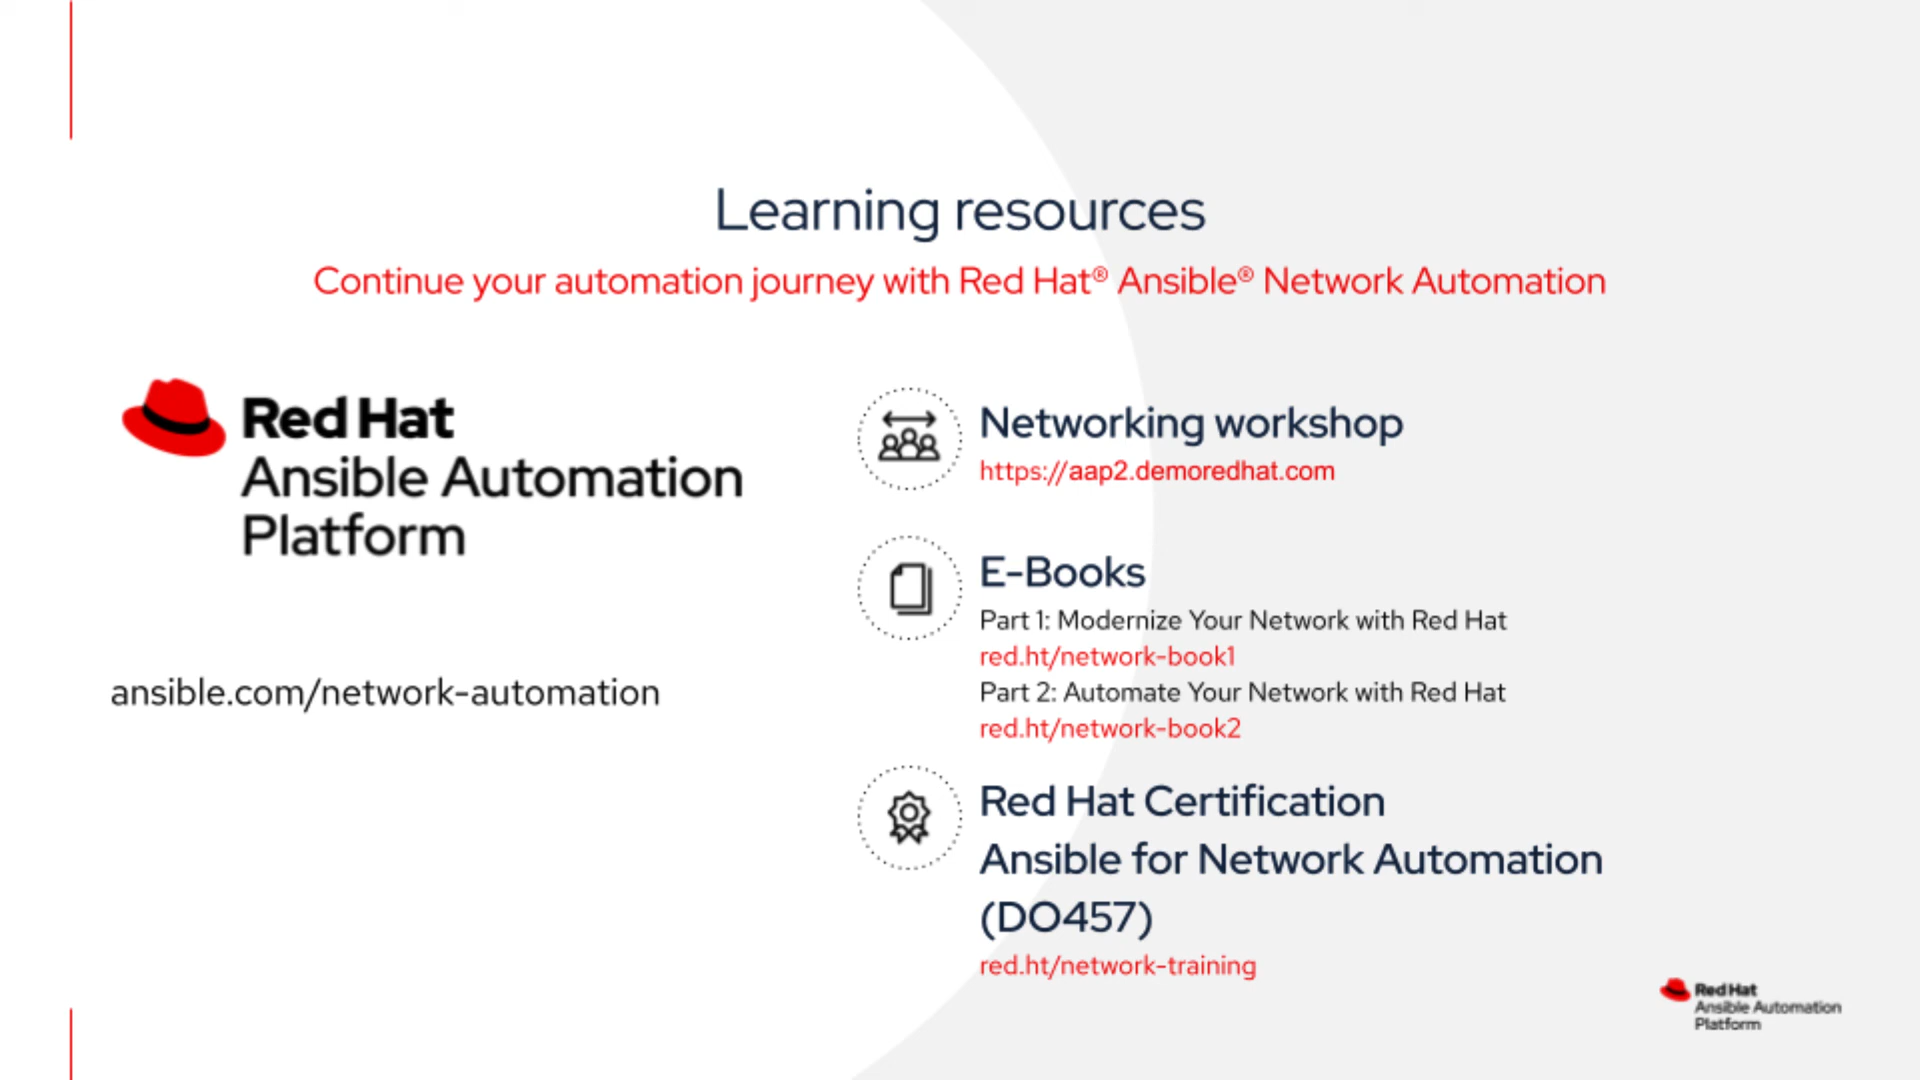 Learning resources
Continue your automation journey with Red Hat® Ansible® Network Automation
Red Hat
Ansible Automation
Platform
ansible.com/network-automation
Networking workshop
https://aap2.demoredhat.com
E-Books
Part 1: Modernize Your Network with Red Hat
red.ht/network-book1
Part 2: Automate Your Network with Red Hat
red.ht/network-book2
Red Hat Certification
Ansible for Network Automation
(DO457)
red.ht/network-training
Red Hat
Ansible Automation
Platform